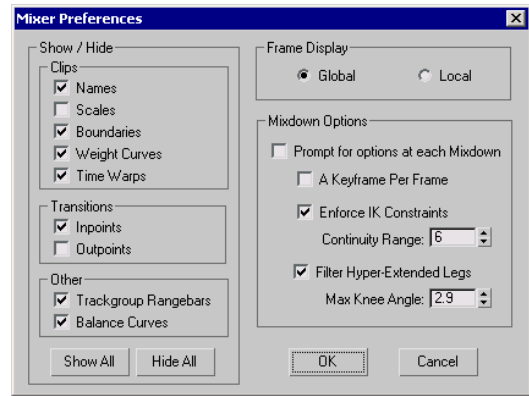 Mixer Preferences
Show / Hide
Clips
Names
Scales
Boundaries
Weight Curves
Time Warps
Transitions
Inpoints
Outpoints
Other
Trackgroup Rangebars
Balance Curves
Show All Hide All
Frame Display
Global Local
Mixdown Options
Prompt for options at each Mixdown
A Keyframe Per Frame
Enforce IK Constraints
Continuity Range: 6
Filter Hyper-Extended Legs
Max Knee Angle: 2.9
OK Cancel